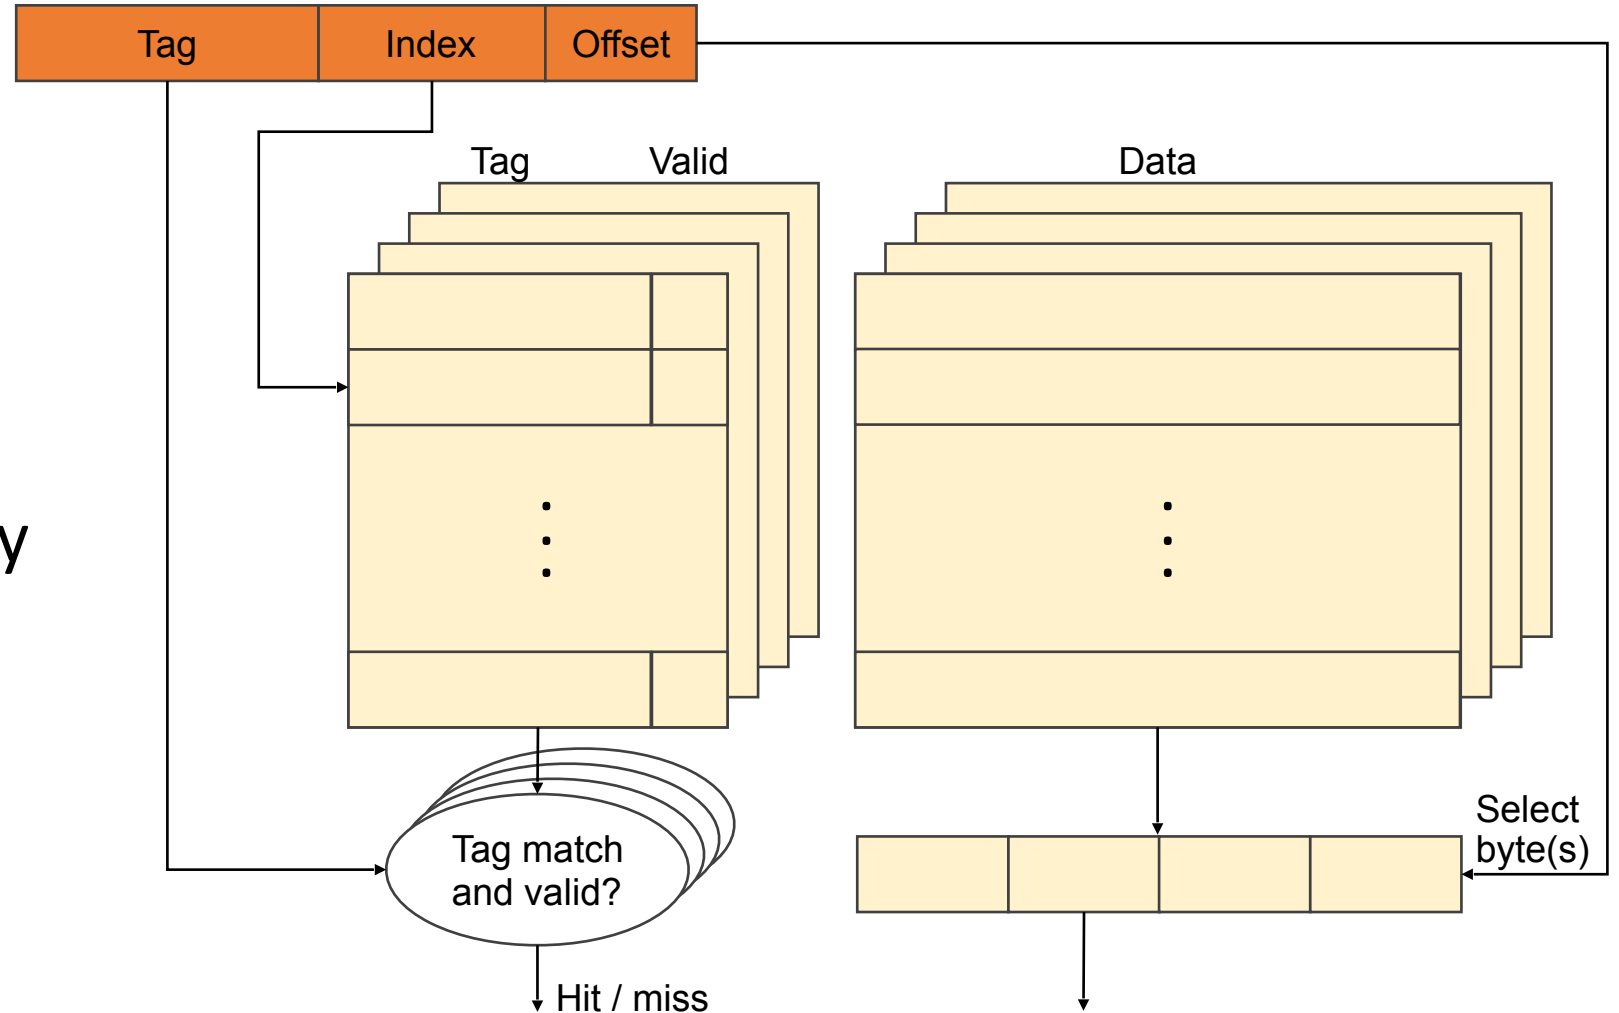 Tag Index Offset
Tag Valid Data
y
Tag match
and valid?
Select
byte(s)
Hit / miss